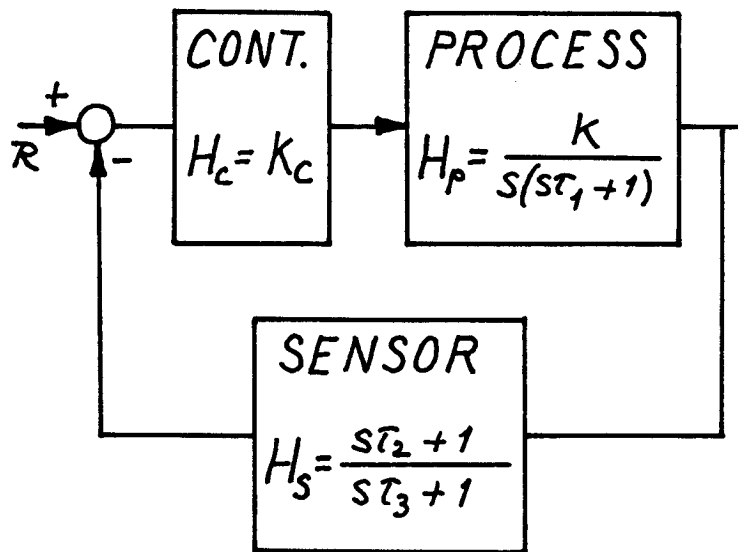 CONT.
H_c = K_C
PROCESS
H_p = K / s(sτ_1 + 1)
+
R
-
SENSOR
H_s = sτ_2 + 1 / sτ_3 + 1